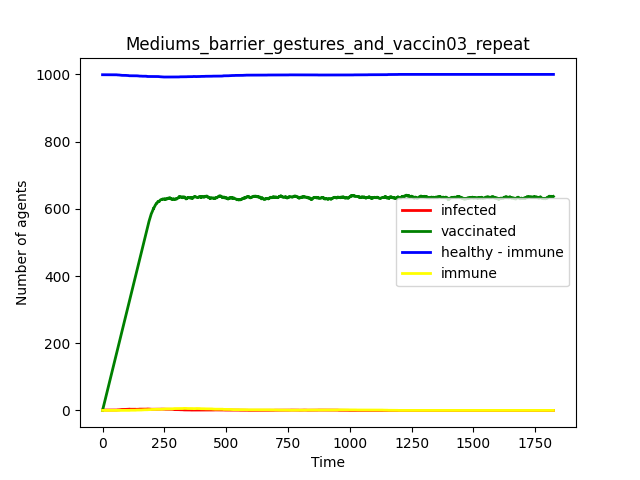 Mediums_barrier_gestures_and_vaccin03_repeat
1000
800
600
400
200
0
Number of agents
infected
vaccinated
healthy - immune
immune
0 250 500 750 1000 1250 1500 1750
Time